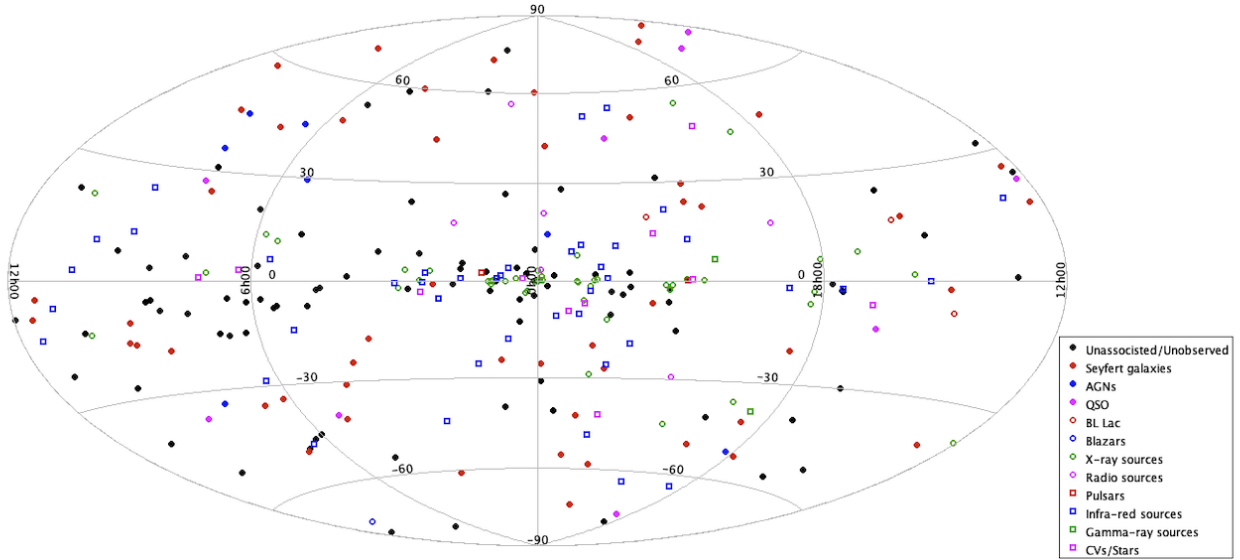 90
60
60
30
30
12h00
6h00
0
0h00
0
18h00
12h00
-30
-30
-60
-60
-90
Unassocisted/Unobserved
Seyfert galaxies
AGNs
QSO
BL Lac
Blazars
X-ray sources
Radio sources
Pulsars
Infra-red sources
Gamma-ray sources
CVs/Stars